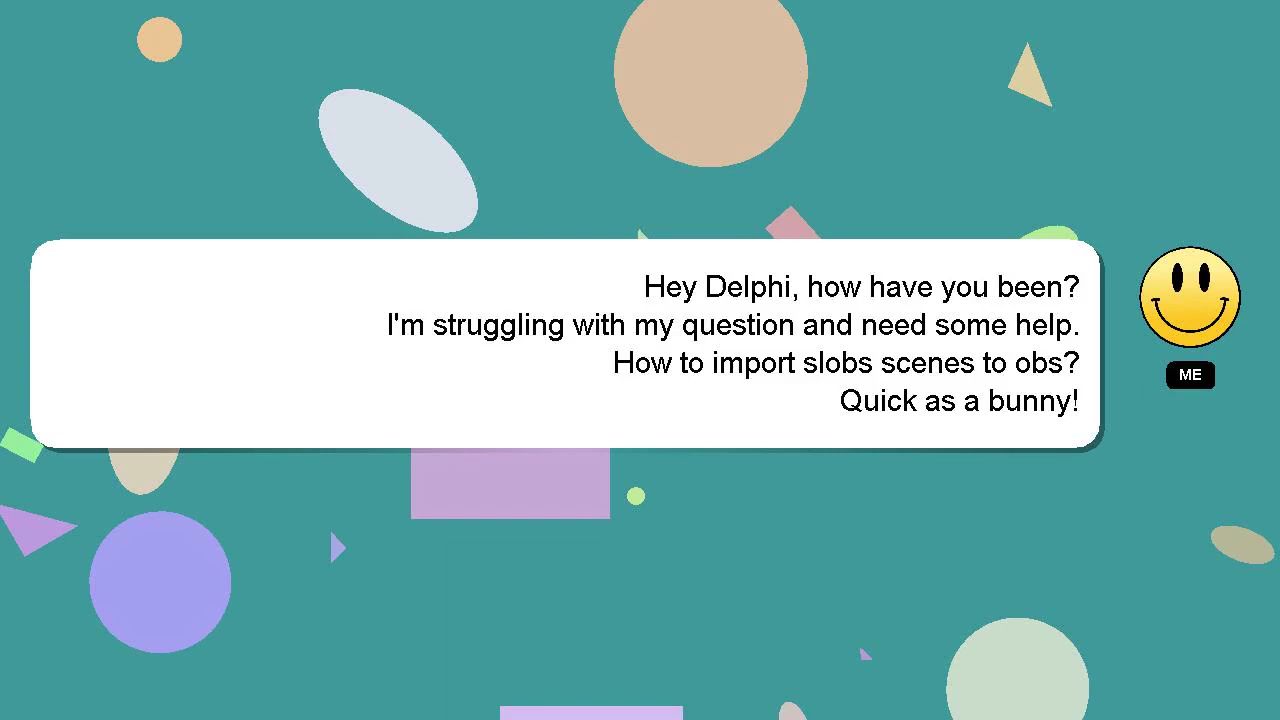 Hey Delphi, how have you been?
I'm struggling with my question and need some help.
How to import slobs scenes to obs?
Quick as a bunny!
ME